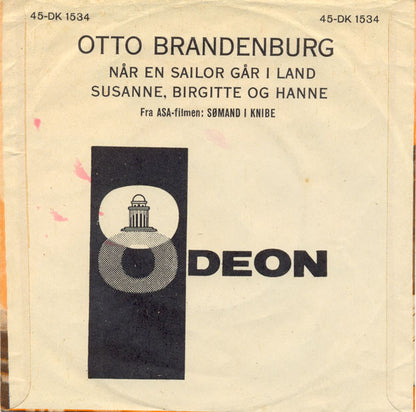 45-DK 1534 45-DK 1534
OTTO BRANDENBURG
NÅR EN SAILOR GÅR I LAND
SUSANNE, BIRGITTE OG HANNE
Fra ASA-filmen: SØMAND I KNIBE
ODEON